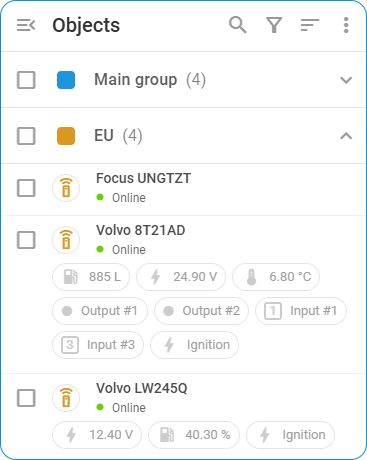 Objects
Main group (4)
EU (4)
Focus UNGTZT
Online
Volvo 8T21AD
Online
885 L 24.90 V 6.80 °C
Output #1 Output #2 1 Input #1
3 Input #3 Ignition
Volvo LW245Q
Online
12.40 V 40.30 % Ignition